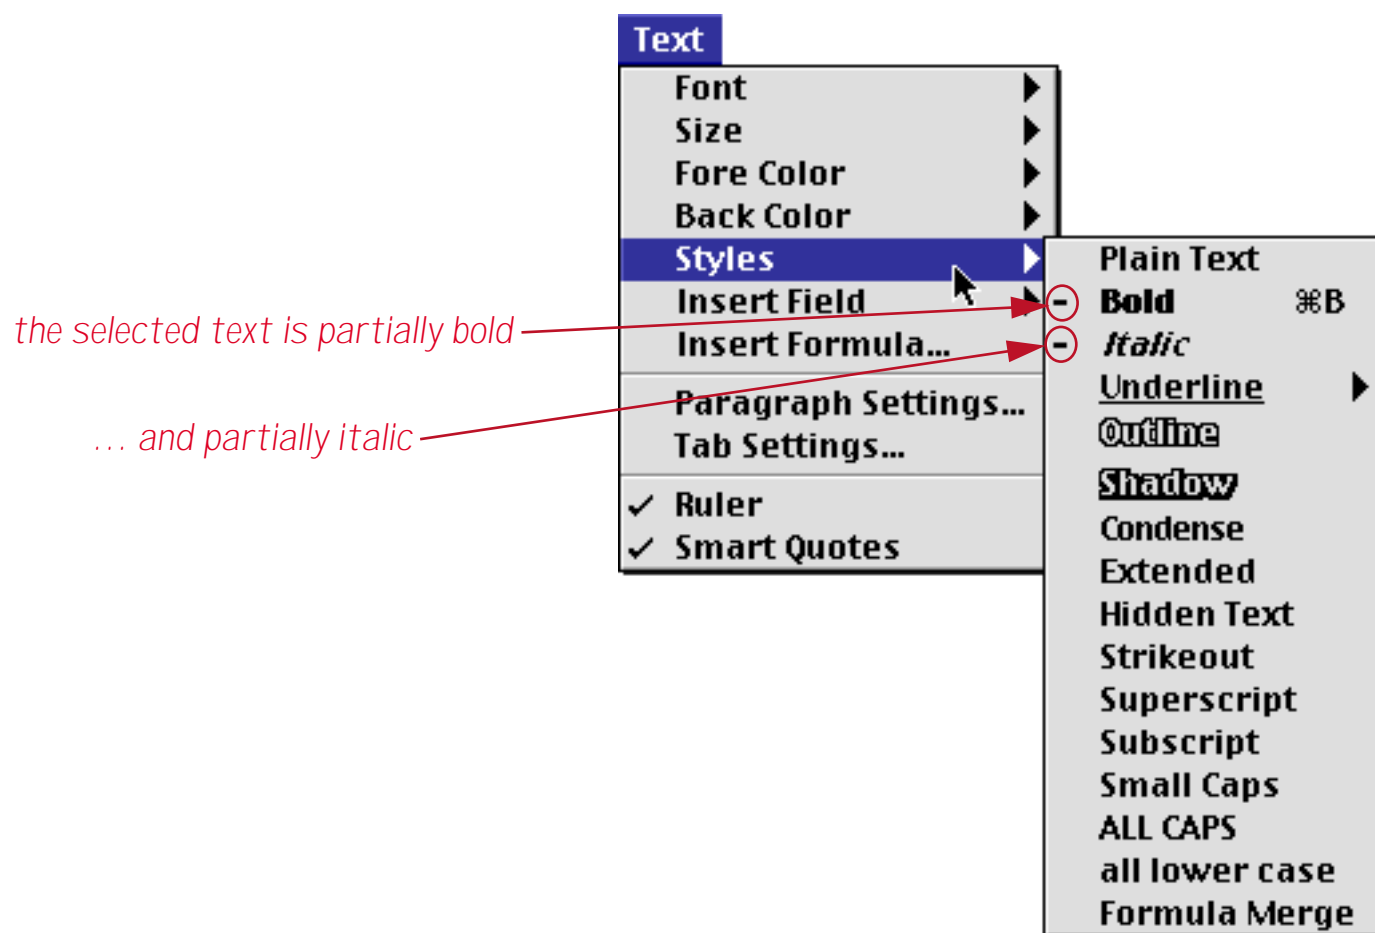 Text
Font
Size
Fore Color
Back Color
Styles
Insert Field
Insert Formula...
Paragraph Settings...
Tab Settings...
✓ Ruler
✓ Smart Quotes
Plain Text
- Bold ⌘B
- Italic
Underline
Outline
Shadow
Condense
Extended
Hidden Text
Strikeout
Superscript
Subscript
Small Caps
ALL CAPS
all lower case
Formula Merge
the selected text is partially bold
... and partially italic